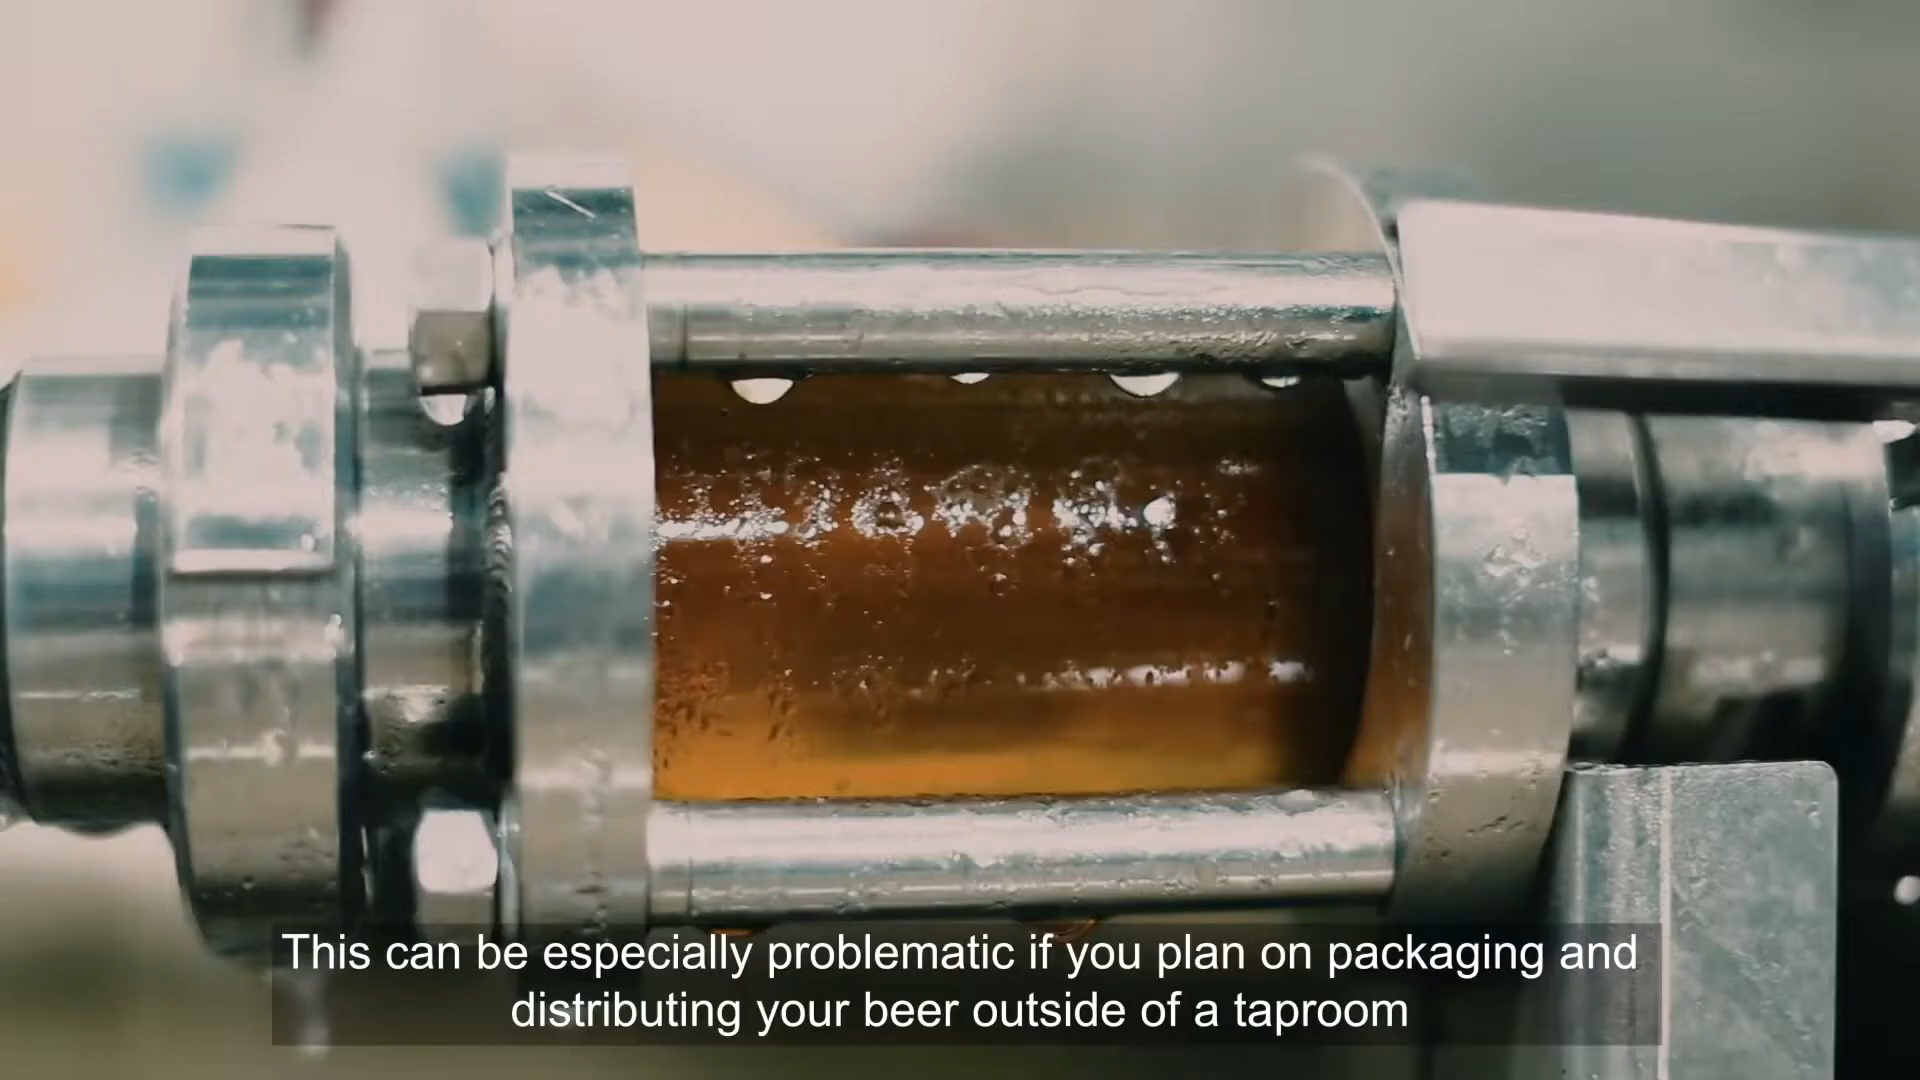 This can be especially problematic if you plan on packaging and
distributing your beer outside of a taproom